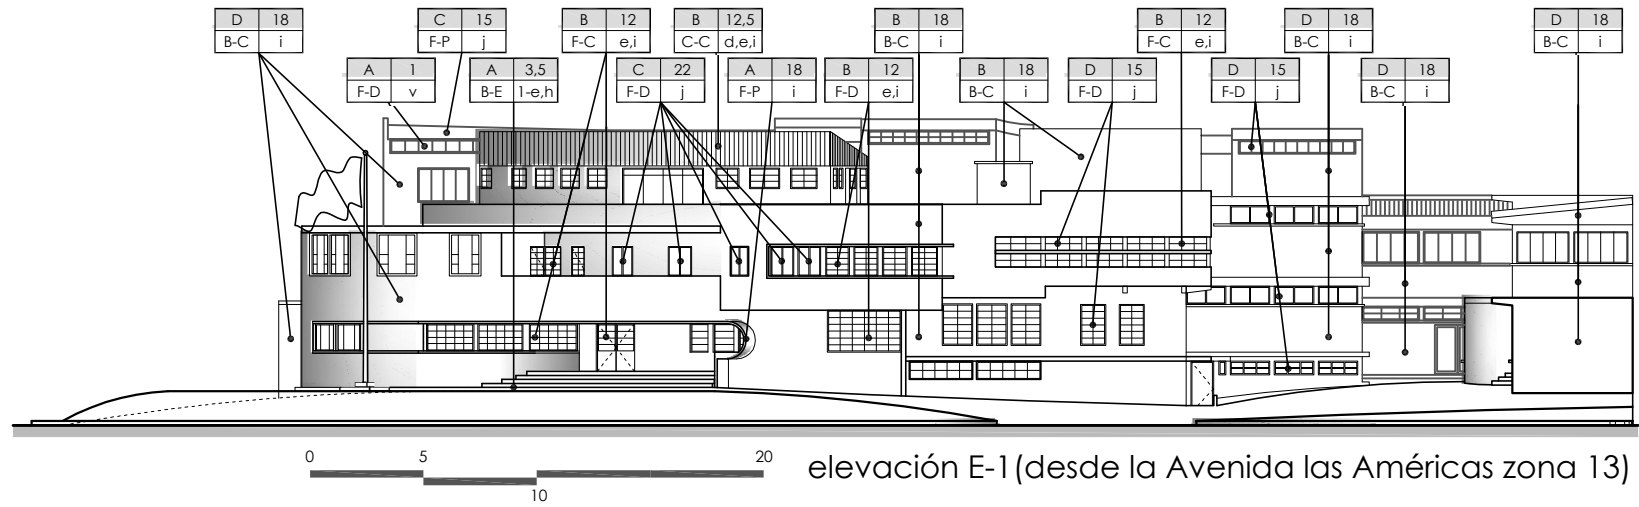 D 18
B-C i
C 15
F-P j
B 12
F-C e,i
B 12,5
C-C d,e,i
B 18
B-C i
B 12
F-C e,i
D 18
B-C i
D 18
B-C i
A 1
F-D v
A 3,5
B-E 1-e,h
C 22
F-D j
A 18
F-P i
B 12
F-D e,i
B 18
B-C i
D 15
F-D j
D 15
F-D j
D 18
B-C i
0 5 20
10
elevación E-1(desde la Avenida las Américas zona 13)